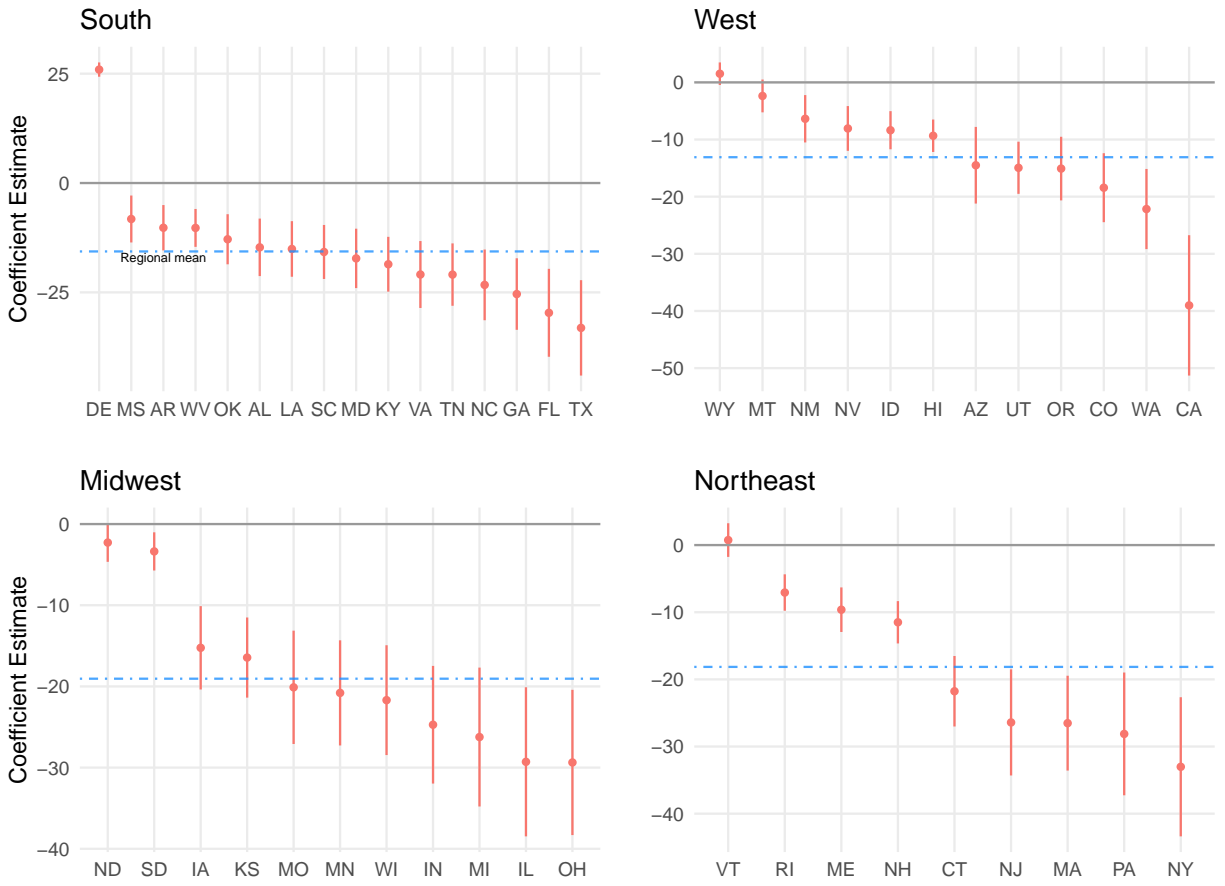 South
Coefficient Estimate
25
0
−25
Regional mean
DE MS AR WV OK AL LA SC MD KY VA TN NC GA FL TX
West
0
−10
−20
−30
−40
−50
WY MT NM NV ID HI AZ UT OR CO WA CA
Midwest
Coefficient Estimate
0
−10
−20
−30
−40
ND SD IA KS MO MN WI IN MI IL OH
Northeast
0
−10
−20
−30
−40
VT RI ME NH CT NJ MA PA NY